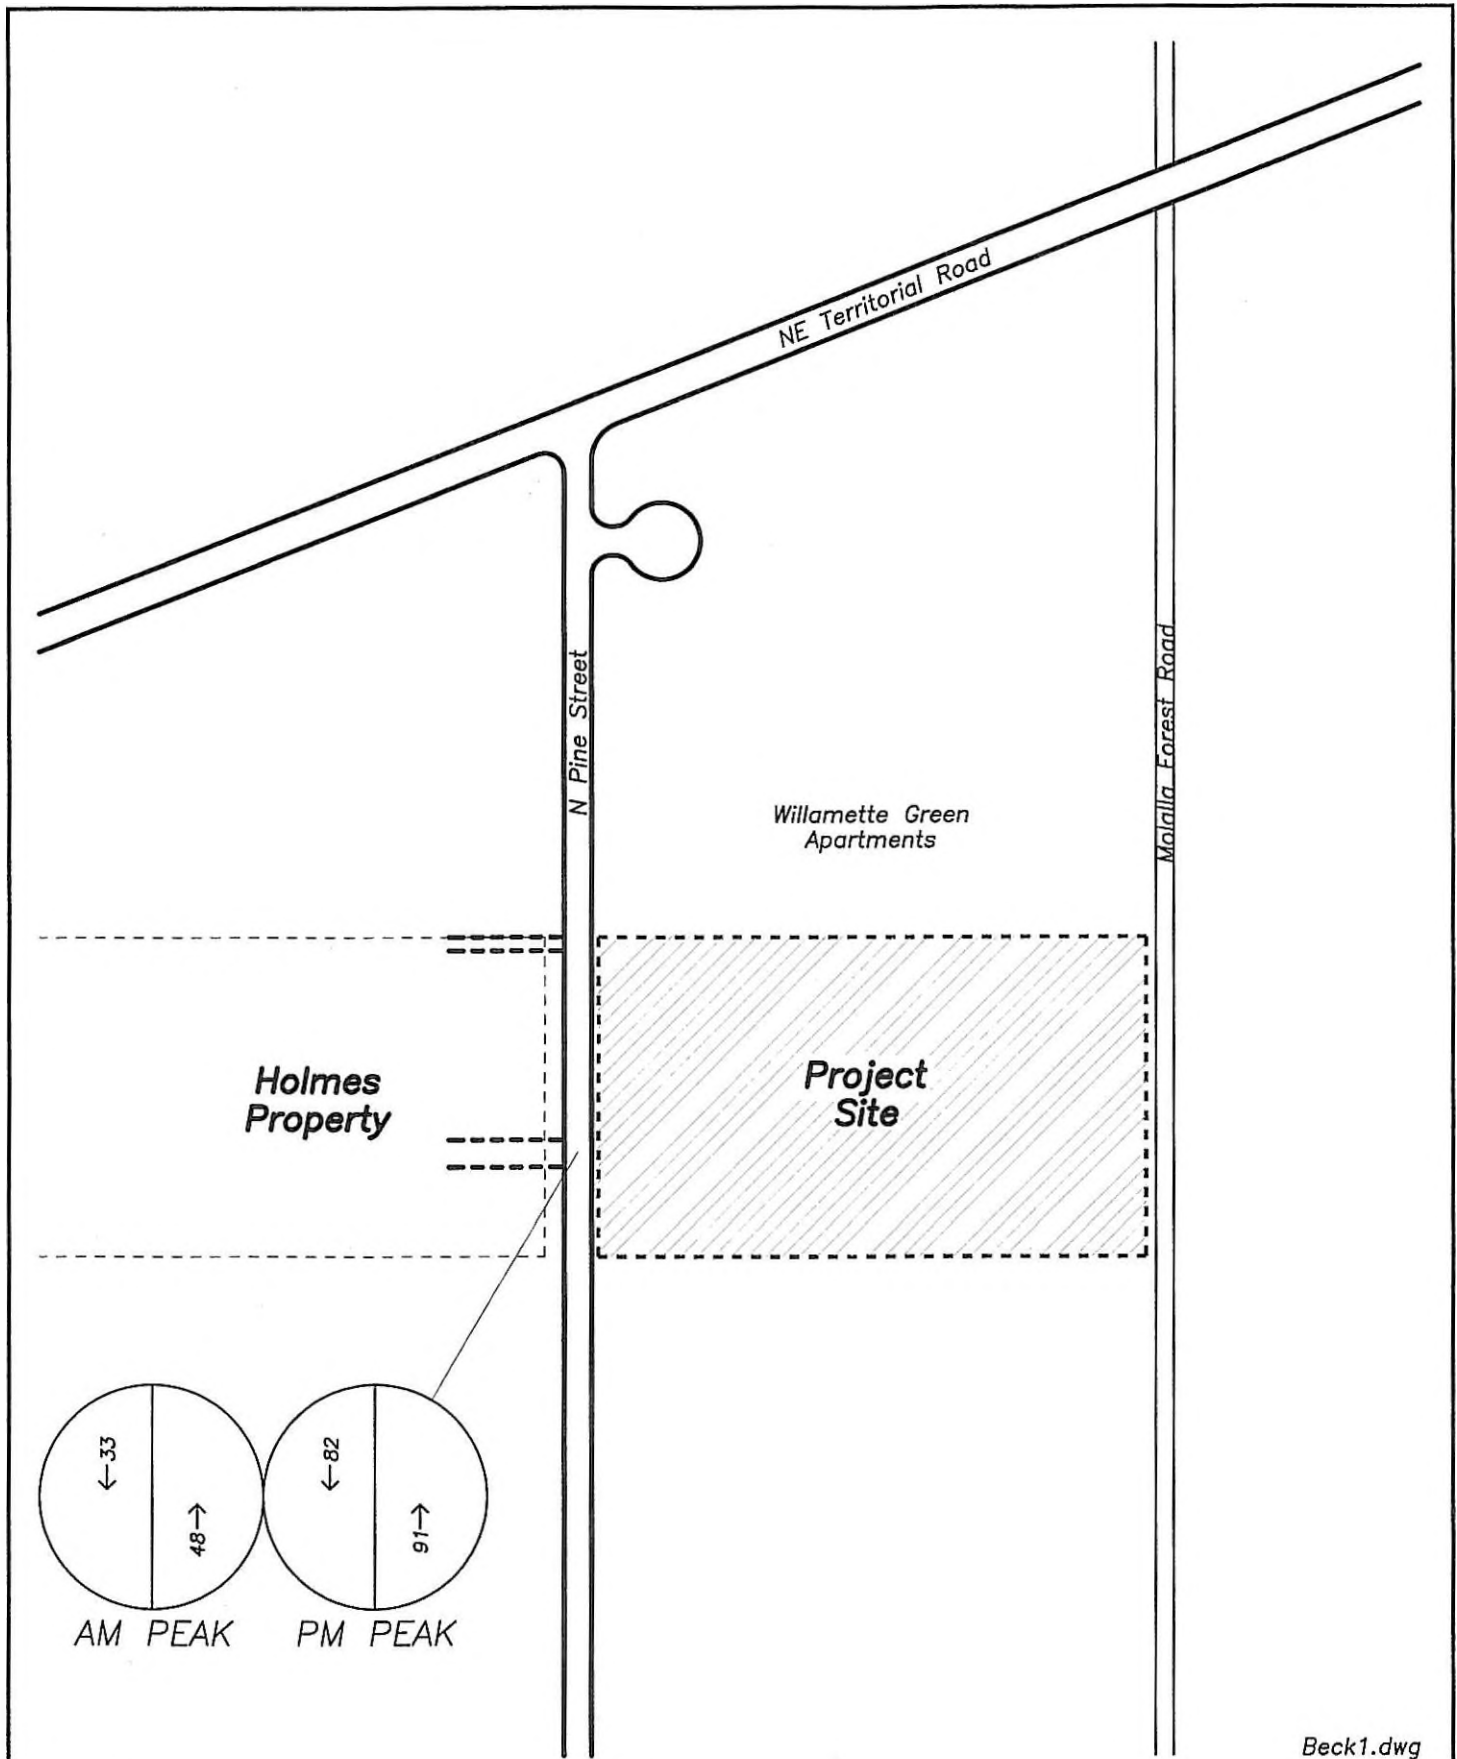 NE Territorial Road
N Pine Street
Molalla Forest Road
Willamette Green
Apartments
Holmes
Property
Project
Site
←33
48→
←82
91→
AM PEAK
PM PEAK
Beck1.dwg